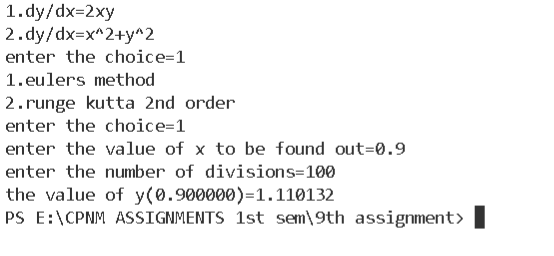 1.dy/dx=2xy
2.dy/dx=x^2+y^2
enter the choice=1
1.eulers method
2.runge kutta 2nd order
enter the choice=1
enter the value of x to be found out=0.9
enter the number of divisions=100
the value of y(0.900000)=1.110132
PS E:\CPNM ASSIGNMENTS 1st sem\9th assignment>